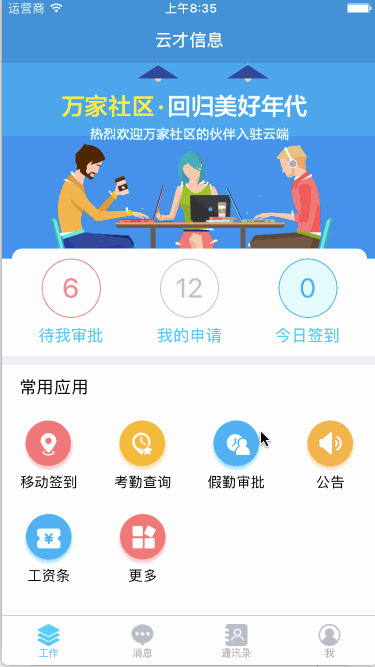 运营商 上午8:35
云才信息
万家社区·回归美好年代
热烈欢迎万家社区的伙伴入驻云端
6 12 0
待我审批 我的申请 今日签到
常用应用
移动签到 考勤查询 假勤审批 公告
¥
工资条 更多
工作 消息 通讯录 我